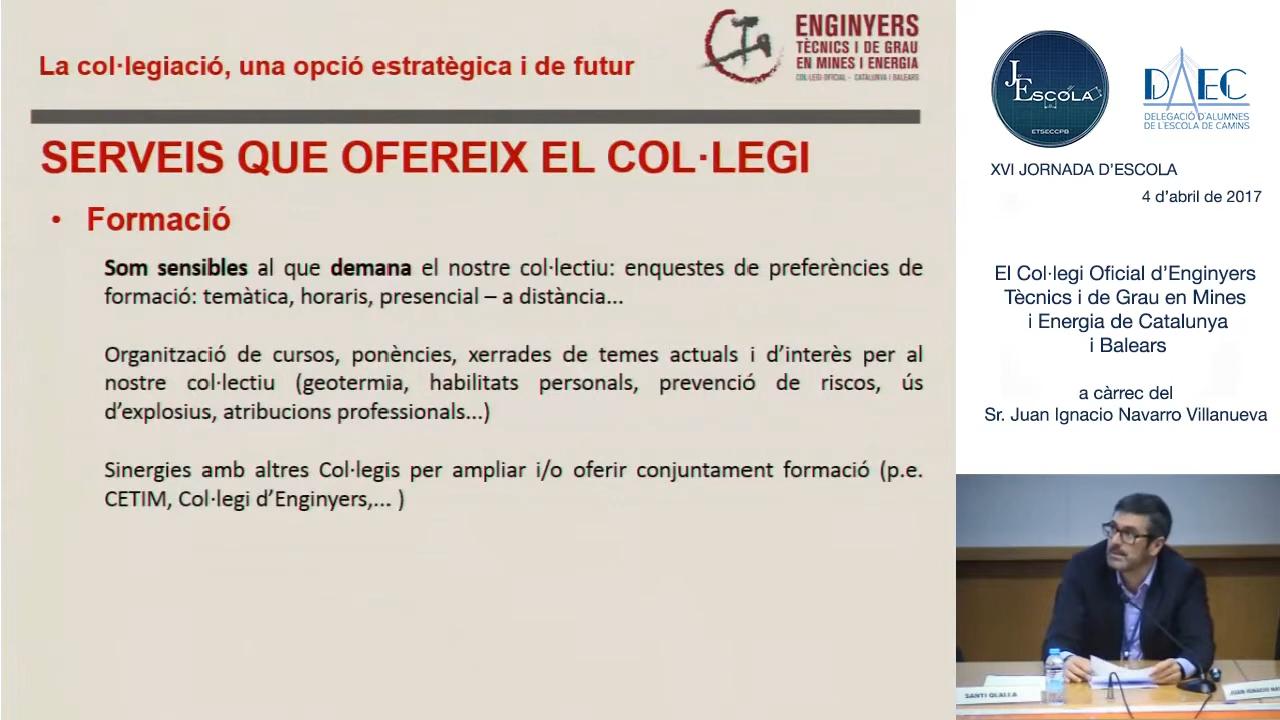 La col·legiació, una opció estratègica i de futur
ENGINYERS
TÈCNICS I DE GRAU
EN MINES I ENERGIA
COL·LEGI OFICIAL - CATALUNYA I BALEARS
SERVEIS QUE OFEREIX EL COL·LEGI
• Formació
Som sensibles al que demana el nostre col·lectiu: enquestes de preferències de
formació: temàtica, horaris, presencial – a distància...
Organització de cursos, ponències, xerrades de temes actuals i d’interès per al
nostre col·lectiu (geotermia, habilitats personals, prevenció de riscos, ús
d’explosius, atribucions professionals...)
Sinergies amb altres Col·legis per ampliar i/o oferir conjuntament formació (p.e.
CETIM, Col·legi d’Enginyers,... )
J ESCOLA
ETSECCPB
DAEC
DELEGACIÓ D'ALUMNES
DE L'ESCOLA DE CAMINS
XVI JORNADA D’ESCOLA
4 d’abril de 2017
El Col·legi Oficial d’Enginyers
Tècnics i de Grau en Mines
i Energia de Catalunya
i Balears
a càrrec del
Sr. Juan Ignacio Navarro Villanueva
SANTI OLALLA
JUAN IGNACIO